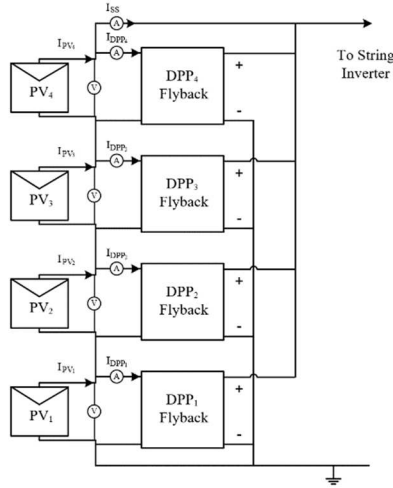 I_SS
I_PV₄ I_DPP₄
A
A
To String
Inverter
PV₄
V
DPP₄
Flyback
+
-
I_PV₃
A
PV₃
V
DPP₃
Flyback
+
-
I_PV₂ I_DPP₂
A
PV₂
V
DPP₂
Flyback
+
-
I_PV₁ I_DPP₁
A
PV₁
V
DPP₁
Flyback
+
-